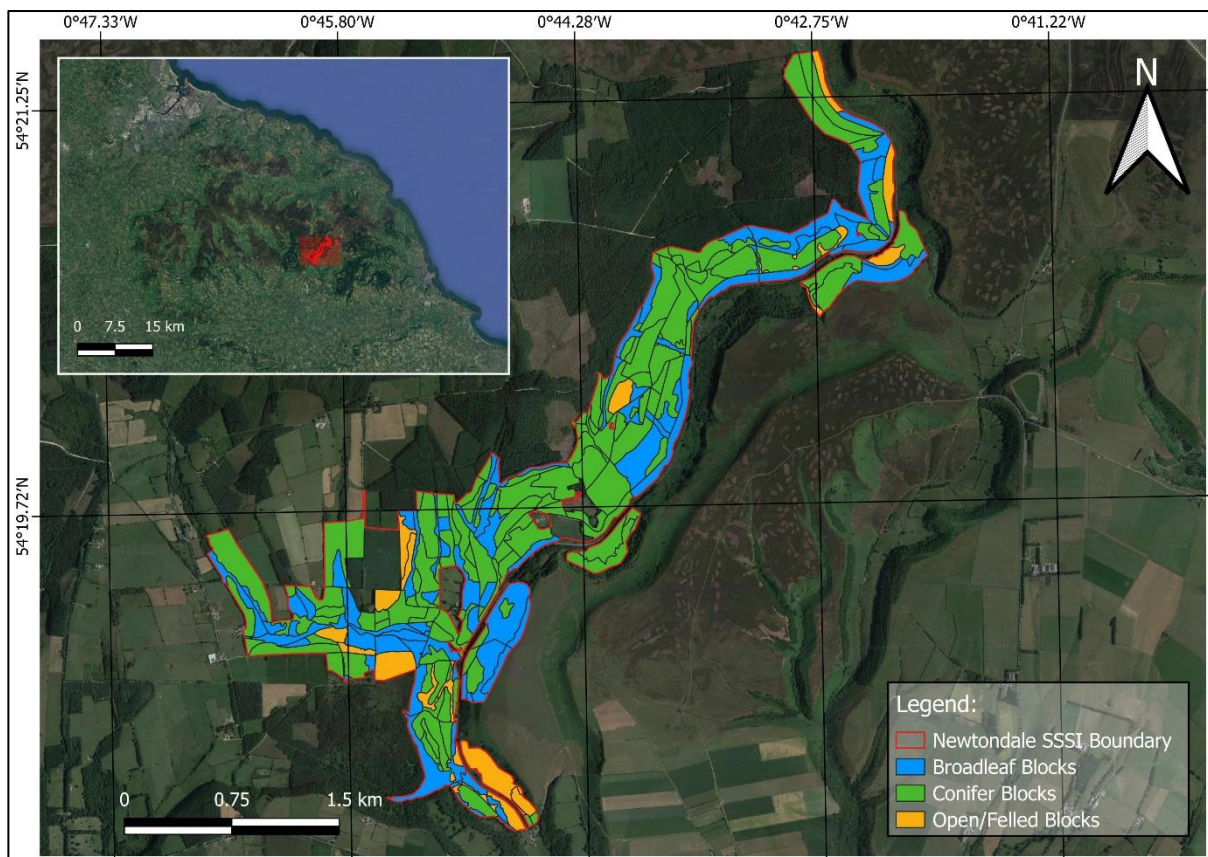 0°47.33'W 0°45.80'W 0°44.28'W 0°42.75'W 0°41.22'W
54°21.25'N
54°19.72'N
N
0 7.5 15 km
0 0.75 1.5 km
Legend:
Newtondale SSSI Boundary
Broadleaf Blocks
Conifer Blocks
Open/Felled Blocks